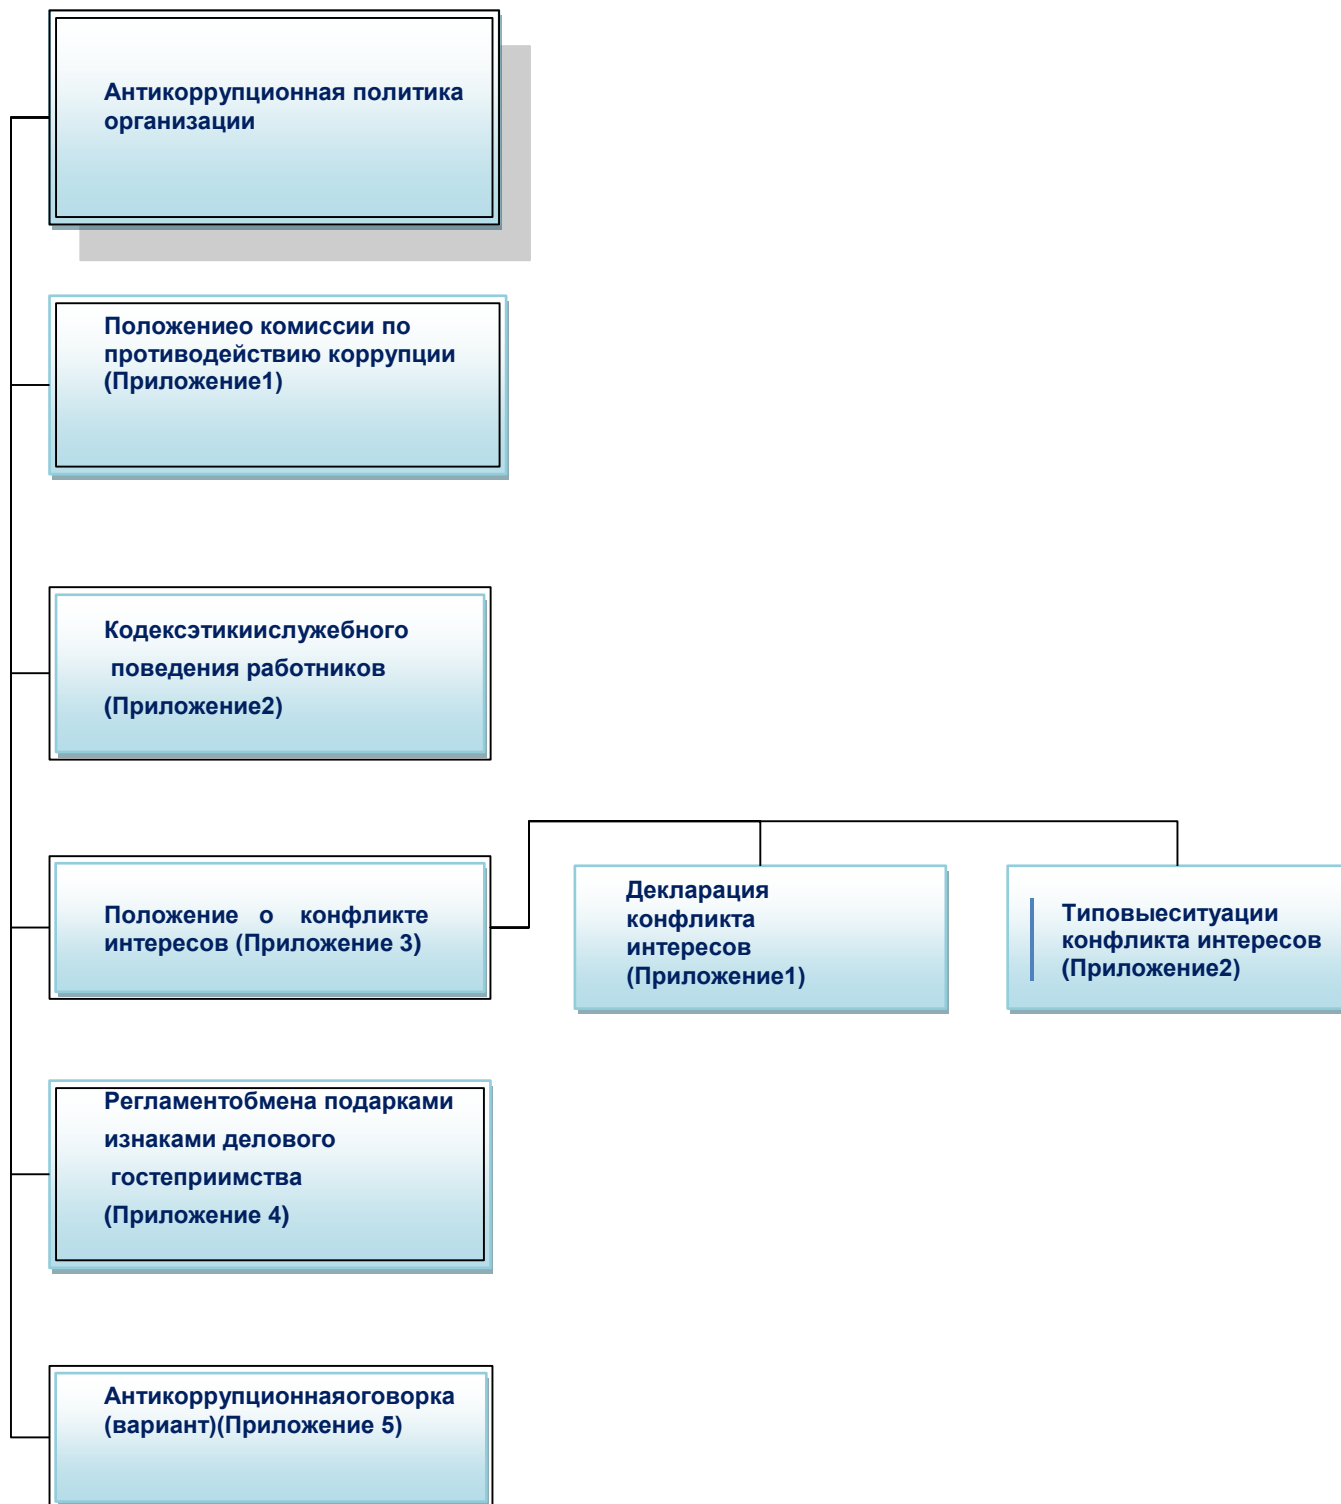 Антикоррупционная политика
организации
Положениео комиссии по
противодействию коррупции
(Приложение1)
Кодексэтикиислужебного
поведения работников
(Приложение2)
Положение о конфликте
интересов (Приложение 3)
Декларация
конфликта
интересов
(Приложение1)
Типовыеситуации
конфликта интересов
(Приложение2)
Регламентобмена подарками
изнаками делового
гостеприимства
(Приложение 4)
Антикоррупционнаяоговорка
(вариант)(Приложение 5)